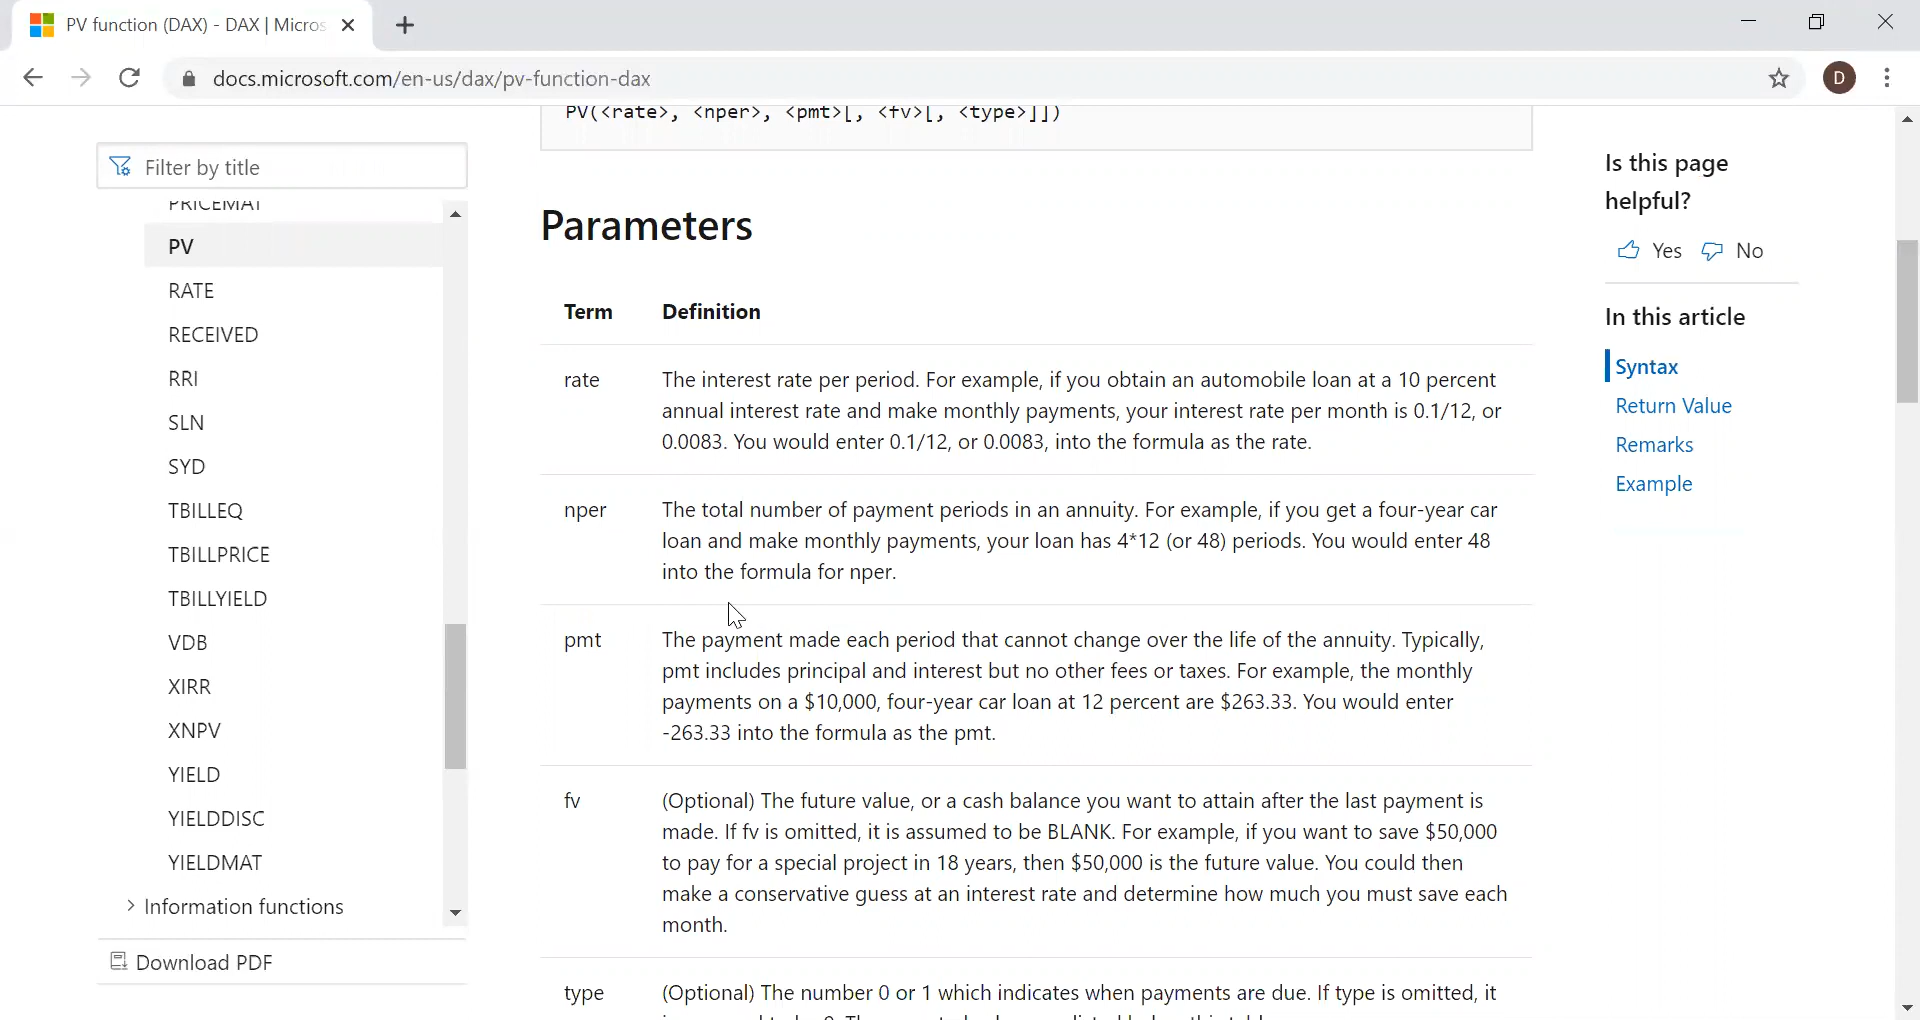 PV function (DAX) - DAX | Micros
docs.microsoft.com/en-us/dax/pv-function-dax
D
Filter by title
PRICEMAT
PV
RATE
RECEIVED
RRI
SLN
SYD
TBILLEQ
TBILLPRICE
TBILLYIELD
VDB
XIRR
XNPV
YIELD
YIELDDISC
YIELDMAT
Information functions
Download PDF
PV(<rate>, <nper>, <pmt>[, <fv>[, <type>]])
Parameters
Term Definition
rate The interest rate per period. For example, if you obtain an automobile loan at a 10 percent
annual interest rate and make monthly payments, your interest rate per month is 0.1/12, or
0.0083. You would enter 0.1/12, or 0.0083, into the formula as the rate.
nper The total number of payment periods in an annuity. For example, if you get a four-year car
loan and make monthly payments, your loan has 4*12 (or 48) periods. You would enter 48
into the formula for nper.
pmt The payment made each period that cannot change over the life of the annuity. Typically,
pmt includes principal and interest but no other fees or taxes. For example, the monthly
payments on a $10,000, four-year car loan at 12 percent are $263.33. You would enter
-263.33 into the formula as the pmt.
fv (Optional) The future value, or a cash balance you want to attain after the last payment is
made. If fv is omitted, it is assumed to be BLANK. For example, if you want to save $50,000
to pay for a special project in 18 years, then $50,000 is the future value. You could then
make a conservative guess at an interest rate and determine how much you must save each
month.
type (Optional) The number 0 or 1 which indicates when payments are due. If type is omitted, it
Is this page
helpful?
Yes No
In this article
Syntax
Return Value
Remarks
Example